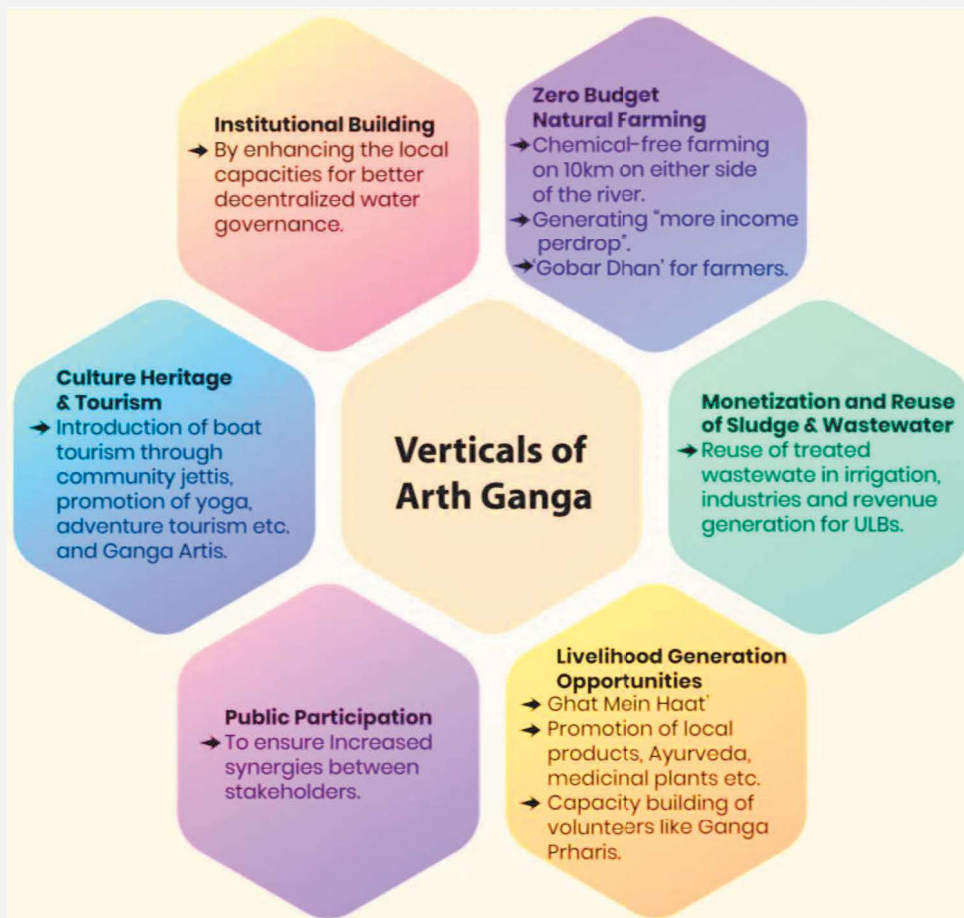 Institutional Building
➔ By enhancing the local
capacities for better
decentralized water
governance.
Zero Budget
Natural Farming
➔ Chemical-free farming
on 10km on either side
of the river.
➔ Generating "more income
perdrop".
➔ 'Gobar Dhan' for farmers.
Culture Heritage
& Tourism
➔ Introduction of boat
tourism through
community jettis,
promotion of yoga,
adventure tourism etc.
and Ganga Artis.
Verticals of
Arth Ganga
Monetization and Reuse
of Sludge & Wastewater
➔ Reuse of treated
wastewate in irrigation,
industries and revenue
generation for ULBs.
Public Participation
➔ To ensure Increased
synergies between
stakeholders.
Livelihood Generation
Opportunities
➔ Ghat Mein Haat'
➔ Promotion of local
products, Ayurveda,
medicinal plants etc.
➔ Capacity building of
volunteers like Ganga
Prharis.